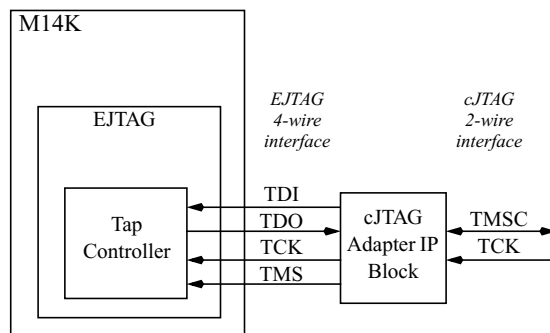 M14K
EJTAG
Tap
Controller
EJTAG
4-wire
interface
cJTAG
2-wire
interface
TDI
TDO
TCK
TMS
cJTAG
Adapter IP
Block
TMSC
TCK